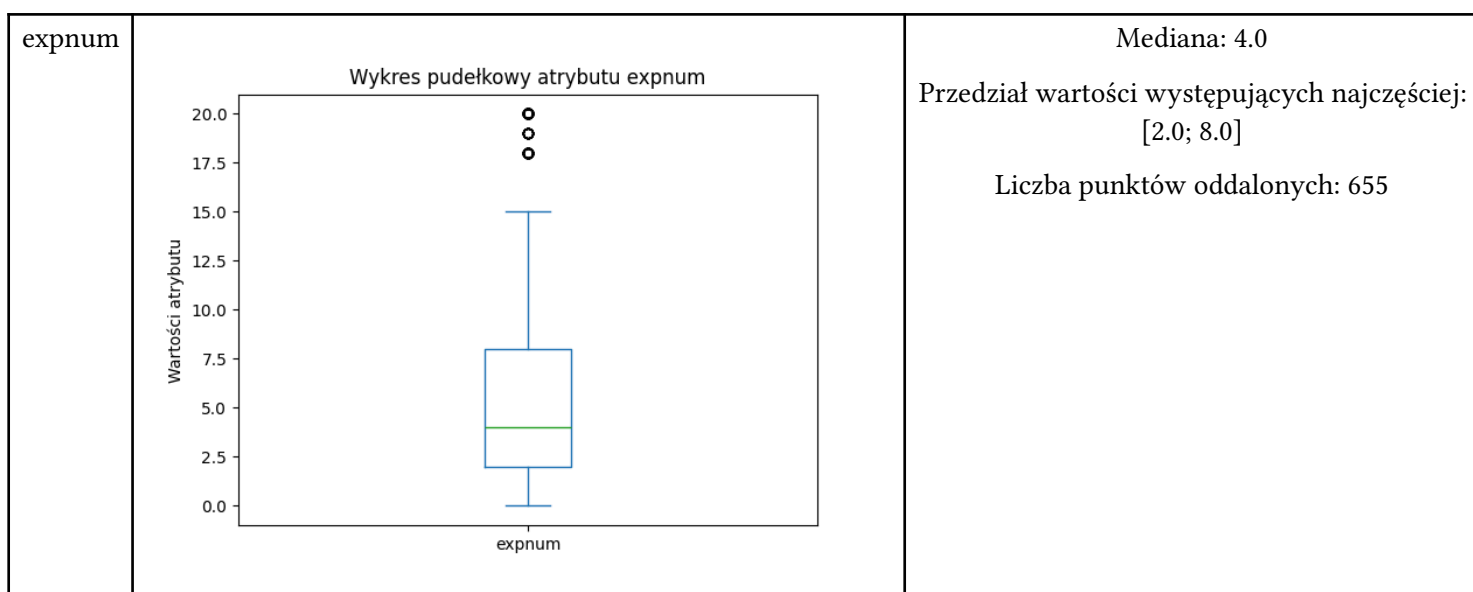 expnum
Wykres pudełkowy atrybutu expnum
20.0
17.5
15.0
12.5
10.0
7.5
5.0
2.5
0.0
Wartości atrybutu
expnum
Mediana: 4.0
Przedział wartości występujących najczęściej:
[2.0; 8.0]
Liczba punktów oddalonych: 655